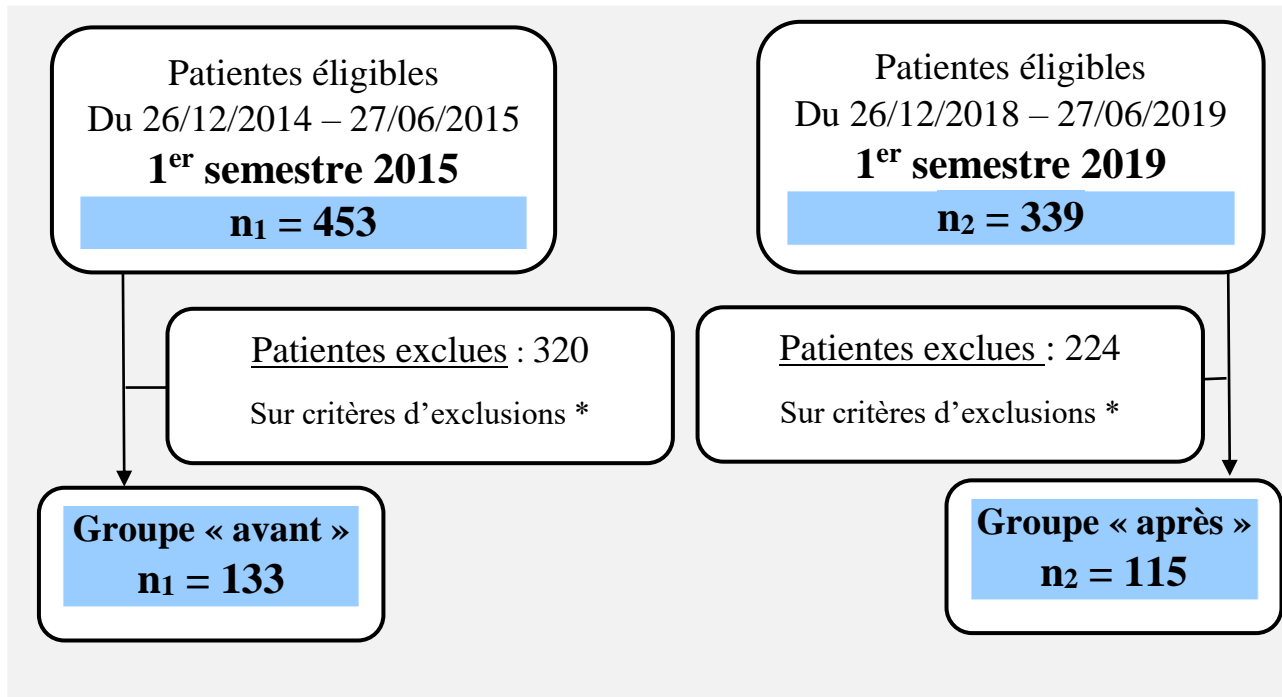 Patientes éligibles
Du 26/12/2014 – 27/06/2015
1er semestre 2015
n1 = 453
Patientes exclues : 320
Sur critères d’exclusions *
Groupe « avant »
n1 = 133
Patientes éligibles
Du 26/12/2018 – 27/06/2019
1er semestre 2019
n2 = 339
Patientes exclues : 224
Sur critères d’exclusions *
Groupe « après »
n2 = 115